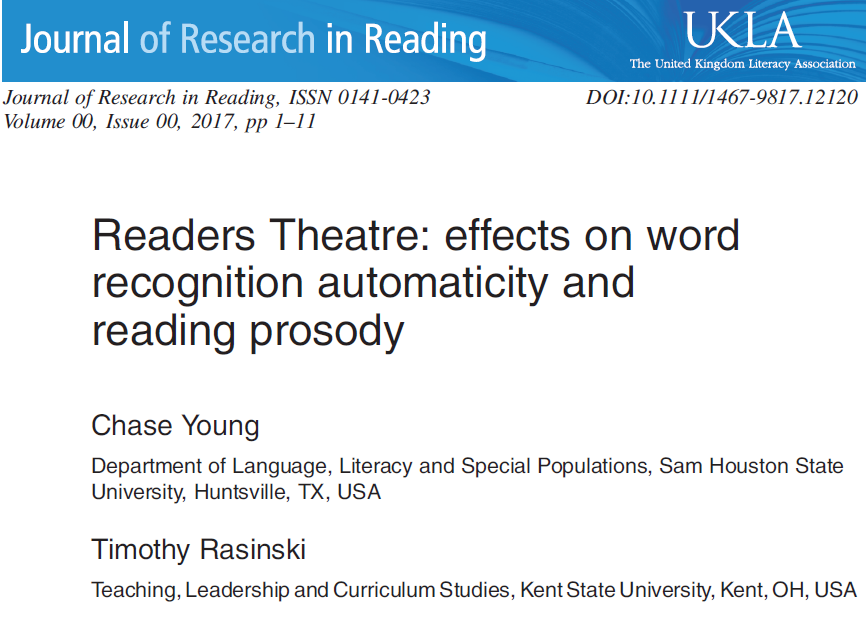 Journal of Research in Reading
UKLA
The United Kingdom Literacy Association
Journal of Research in Reading, ISSN 0141-0423
DOI:10.1111/1467-9817.12120
Volume 00, Issue 00, 2017, pp 1–11
Readers Theatre: effects on word
recognition automaticity and
reading prosody
Chase Young
Department of Language, Literacy and Special Populations, Sam Houston State
University, Huntsville, TX, USA
Timothy Rasinski
Teaching, Leadership and Curriculum Studies, Kent State University, Kent, OH, USA